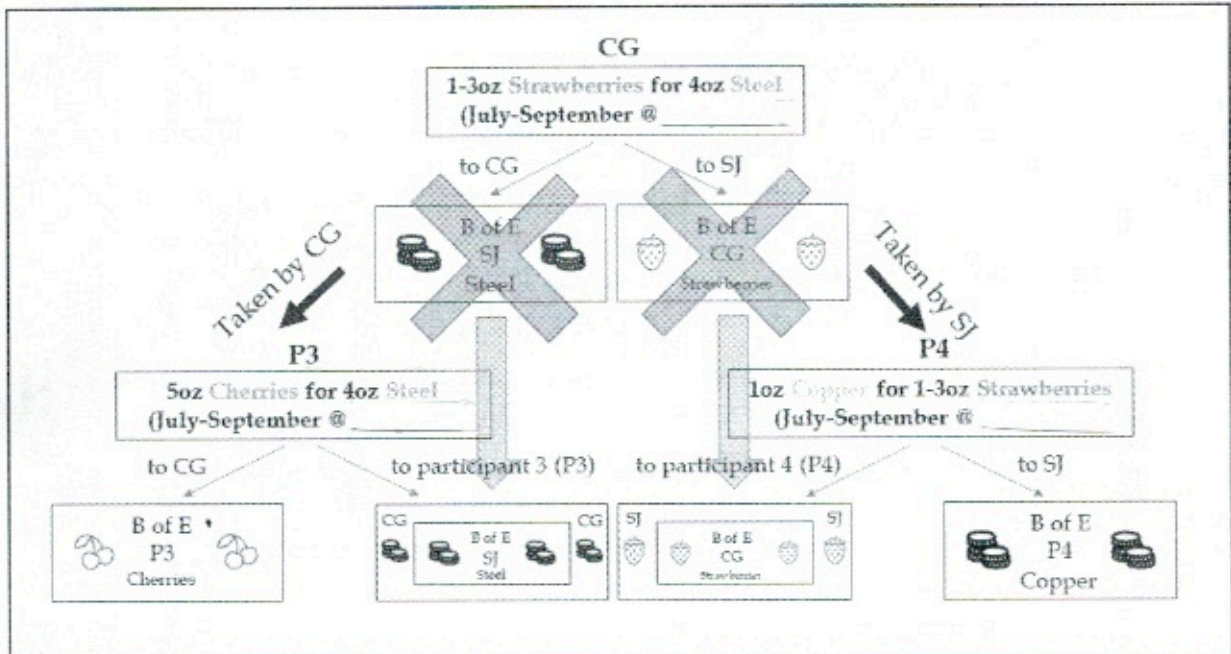 CG
1-3oz Strawberries for 4oz Steel
(July-September @ ____________
to CG
to SJ
B of E
SJ
Steel
B of E
CG
Strawberries
Taken by CG
Taken by SJ
P3
P4
5oz Cherries for 4oz Steel
(July-September @ ____________
1oz Copper for 1-3oz Strawberries
(July-September @ ____________
to CG
to participant 3 (P3)
to participant 4 (P4)
to SJ
B of E
P3
Cherries
CG
CG
B of E
SJ
Steel
SJ
SJ
B of E
CG
Strawberries
B of E
P4
Copper